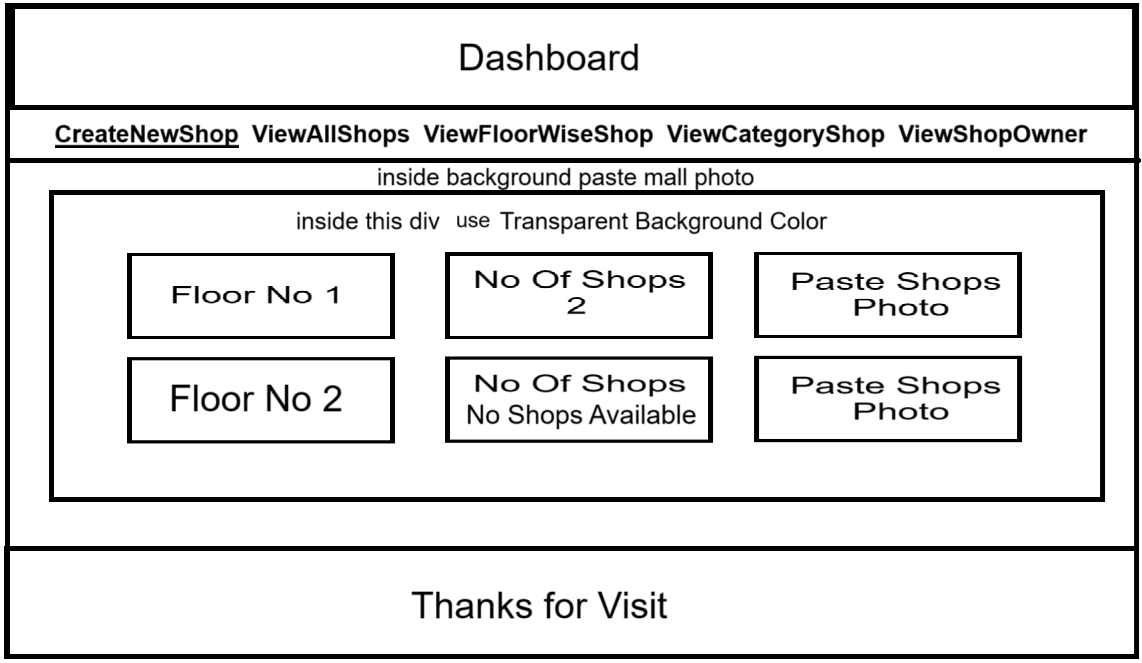 Dashboard
CreateNewShop ViewAllShops ViewFloorWiseShop ViewCategoryShop ViewShopOwner
inside background paste mall photo
inside this div use Transparent Background Color
Floor No 1
No Of Shops
2
Paste Shops
Photo
Floor No 2
No Of Shops
No Shops Available
Paste Shops
Photo
Thanks for Visit